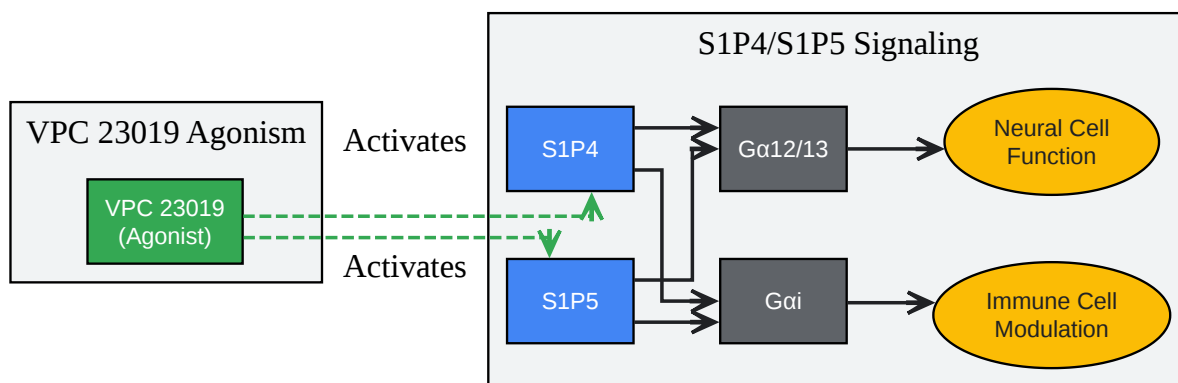 S1P4/S1P5 Signaling
VPC 23019 Agonism
Activates
S1P4
Gα12/13
Neural Cell
Function
VPC 23019
(Agonist)
Activates
S1P5
Gαi
Immune Cell
Modulation